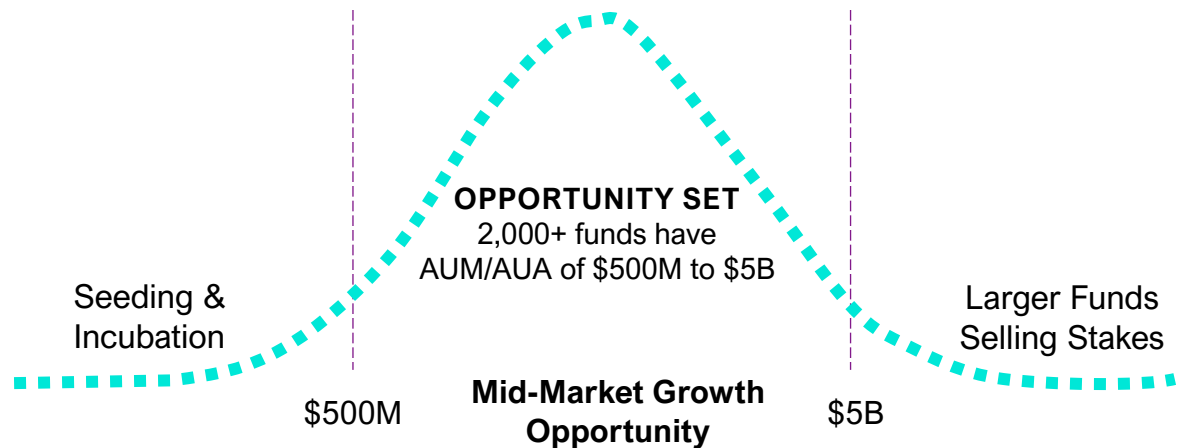 OPPORTUNITY SET
2,000+ funds have
AUM/AUA of $500M to $5B
Seeding &
Incubation
Larger Funds
Selling Stakes
$500M
Mid-Market Growth
Opportunity
$5B